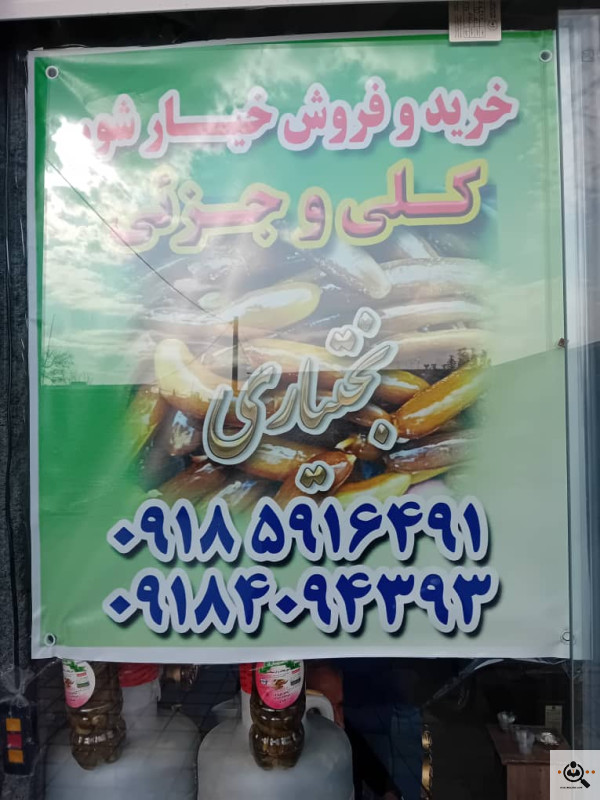 خرید و فروش خیار شور
کلی و جزئی
بختیاری
۰۹۱۸ ۵۹۱۶۴۹۱
۰۹۱۸۴۰۹۴۳۹۳